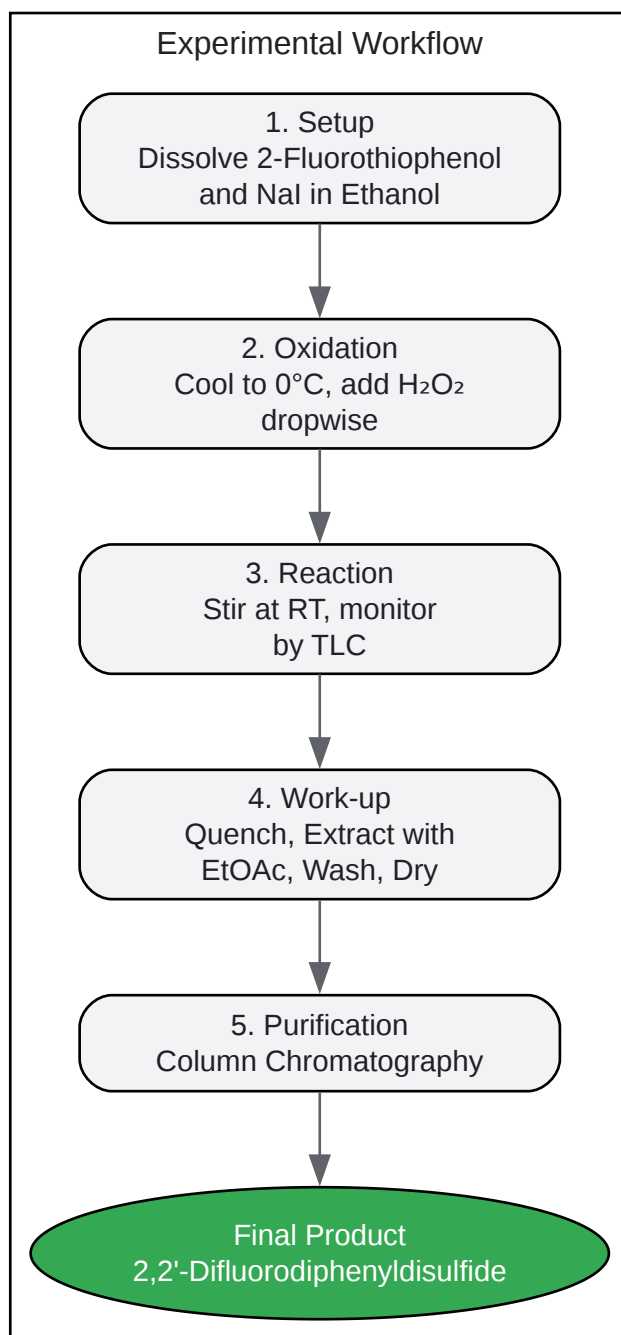 Experimental Workflow
1. Setup
Dissolve 2-Fluorothiophenol
and NaI in Ethanol
2. Oxidation
Cool to 0°C, add H₂O₂
dropwise
3. Reaction
Stir at RT, monitor
by TLC
4. Work-up
Quench, Extract with
EtOAc, Wash, Dry
5. Purification
Column Chromatography
Final Product
2,2'-Difluorodiphenyldisulfide